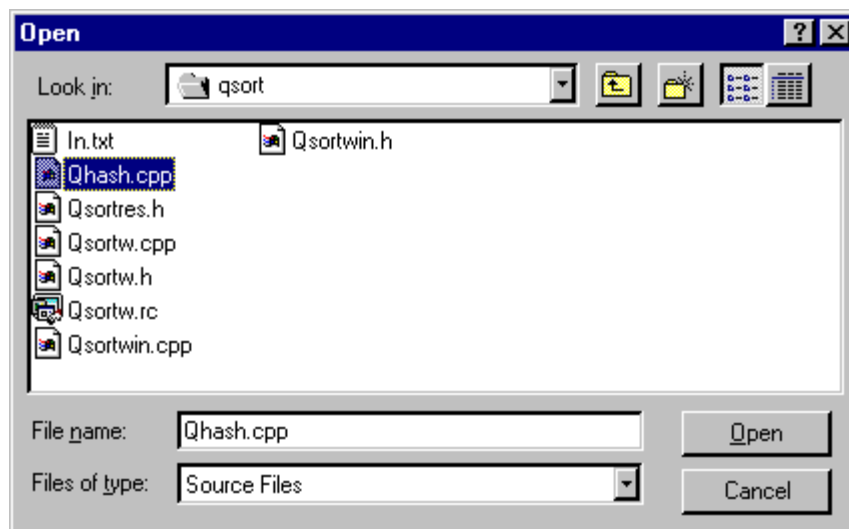 Open
Look in: qsort
In.txt
Qhash.cpp
Qsortres.h
Qsortw.cpp
Qsortw.h
Qsortw.rc
Qsortwin.cpp
Qsortwin.h
File name: Qhash.cpp Open
Files of type: Source Files Cancel